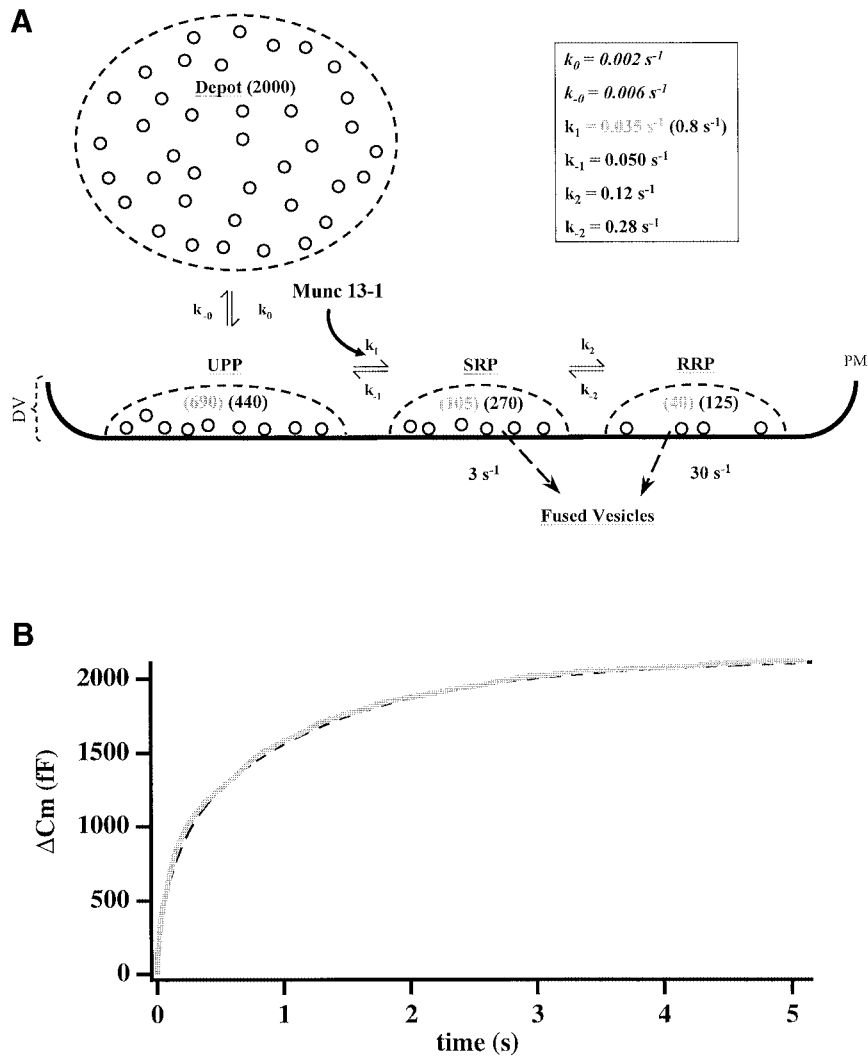 A
Depot (2000)
k₀ = 0.002 s⁻¹
k₋₀ = 0.006 s⁻¹
k₁ = 0.035 s⁻¹ (0.8 s⁻¹)
k₋₁ = 0.050 s⁻¹
k₂ = 0.12 s⁻¹
k₋₂ = 0.28 s⁻¹
Munc 13-1
k₋₀ k₀
k₁
k₋₁
k₂
k₋₂
UPP SRP RRP PM
DV
(690) (440) (105) (270) (40) (125)
3 s⁻¹ 30 s⁻¹
Fused Vesicles
B
ΔCm (fF)
2000
1500
1000
500
0
0 1 2 3 4 5
time (s)